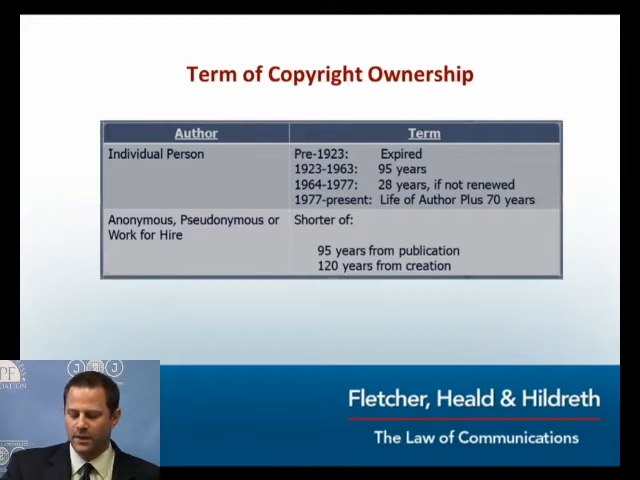 Term of Copyright Ownership
Author Term
Individual Person Pre-1923: Expired
1923-1963: 95 years
1964-1977: 28 years, if not renewed
1977-present: Life of Author Plus 70 years
Anonymous, Pseudonymous or Shorter of:
Work for Hire
95 years from publication
120 years from creation
Fletcher, Heald & Hildreth
The Law of Communications